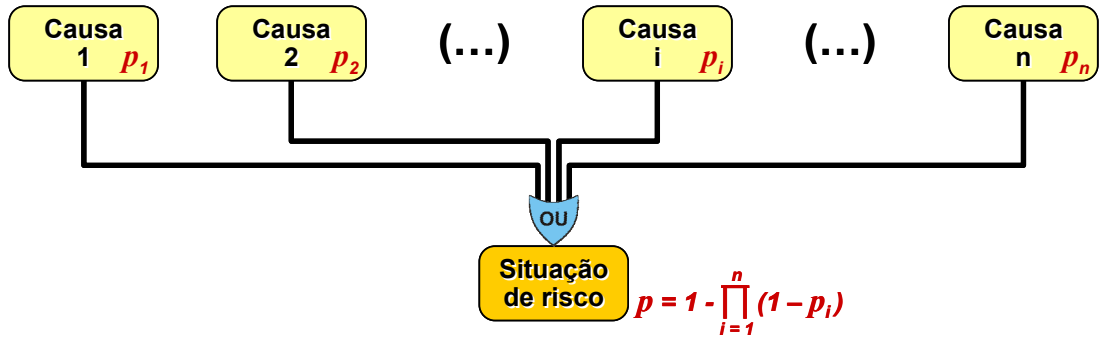 Causa
1 p₁
Causa
2 p₂
(...)
Causa
i pᵢ
(...)
Causa
n pₙ
OU
Situação
de risco
p = 1 - ∏ (1 – pᵢ)
n
i = 1